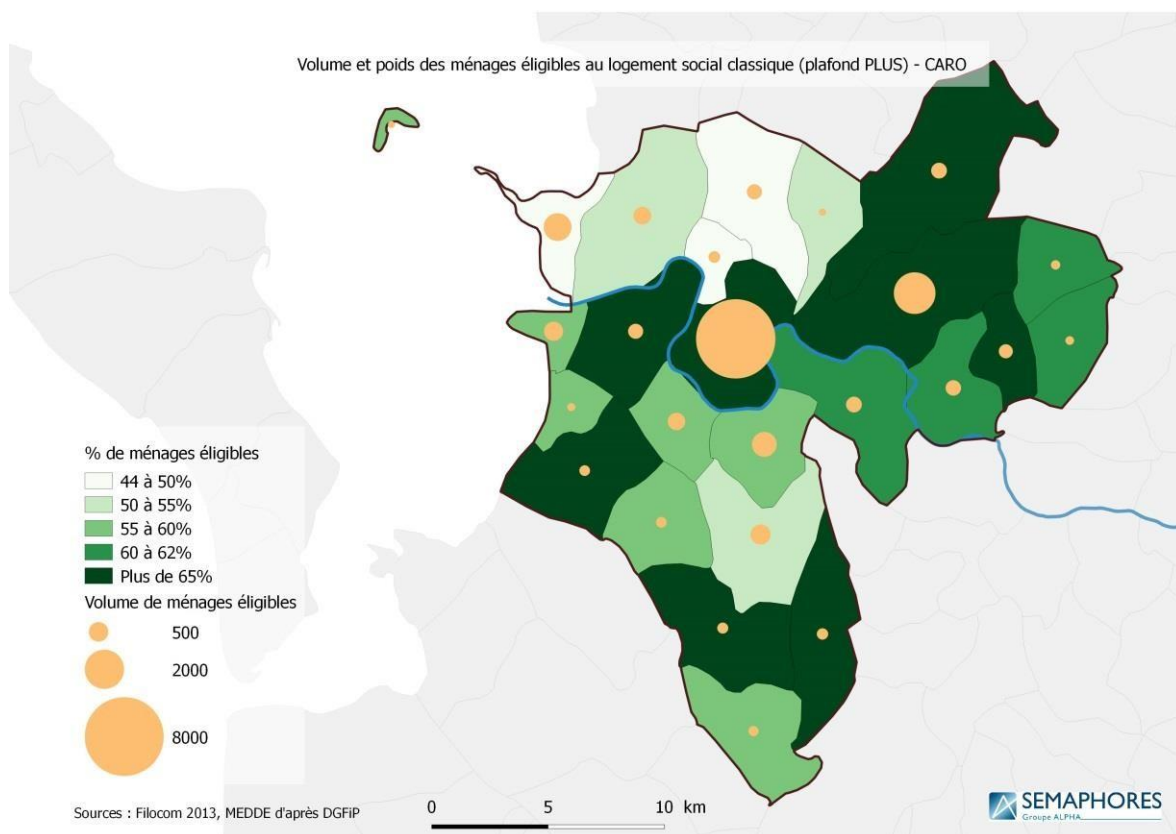 Volume et poids des ménages éligibles au logement social classique (plafond PLUS) - CARO
% de ménages éligibles
44 à 50%
50 à 55%
55 à 60%
60 à 62%
Plus de 65%
Volume de ménages éligibles
500
2000
8000
Sources : Filocom 2013, MEDDE d'après DGFiP
0 5 10 km
SEMAPHORES
Groupe ALPHA